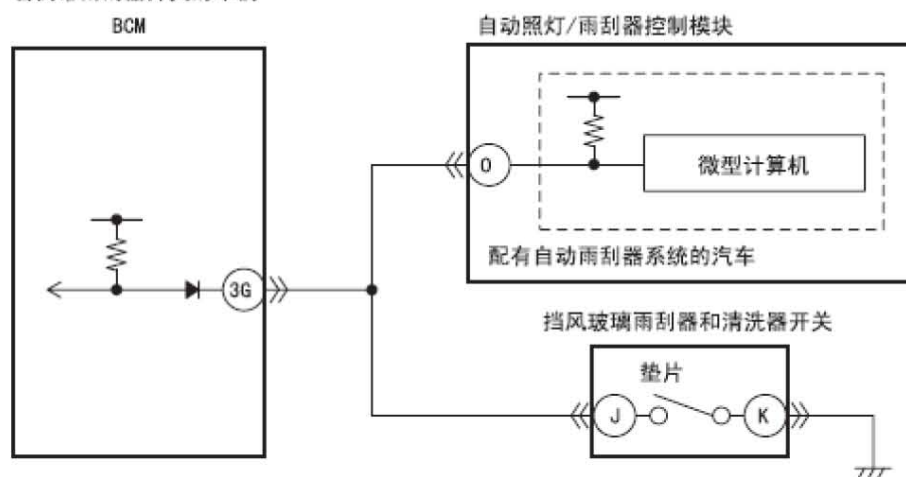 BCM
自动照灯/雨刮器控制模块
O
微型计算机
3G
配有自动雨刮器系统的汽车
挡风玻璃雨刮器和清洗器开关
垫片
J
K